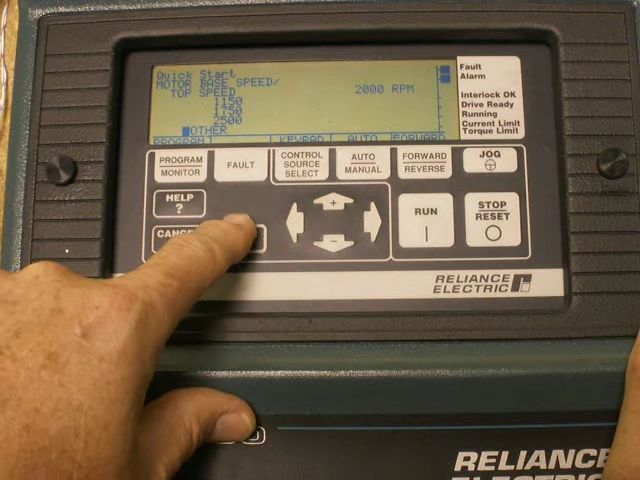 Quick Start
MOTOR BASE SPEED/
TOP SPEED 2000 RPM
1150
1750
2500
OTHER
PROGRAM KEYPAD AUTO FORWARD
Fault
Alarm
Interlock OK
Drive Ready
Running
Current Limit
Torque Limit
PROGRAM
MONITOR
FAULT
CONTROL
SOURCE
SELECT
AUTO
MANUAL
FORWARD
REVERSE
JOG
HELP
?
RUN
|
STOP
RESET
O
+
−
RELIANCE
ELECTRIC
RELIANCE